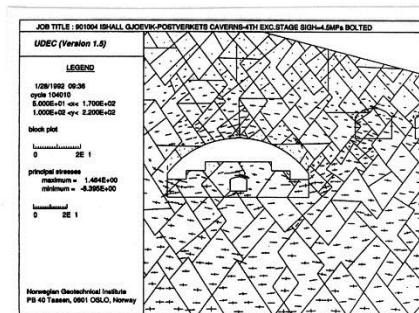 JOB TITLE : 901004 ISHALL GJOEVIK-POSTVERKETS CAVERNS-4TH EXC.STAGE SIGH=4.5MPa BOLTED
UDEC (Version 1.5)
LEGEND
1/28/1992 09:36
cycle 104010
5.000E+01 <x< 1.700E+02
1.000E+02 <y< 2.200E+02
block plot
0 2E 1
principal stresses
maximum = 1.484E+00
minimum = -8.395E+00
0 2E 1
Norwegian Geotechnical Institute
PB 40 Taasen, 0801 OSLO, Norway